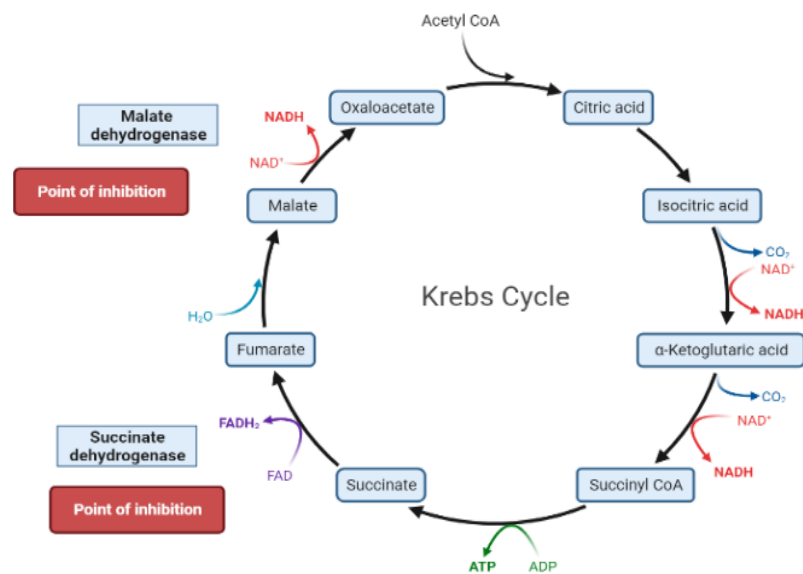 Acetyl CoA
Oxaloacetate
Citric acid
Malate
dehydrogenase
NADH
NAD⁺
Point of inhibition
Malate
Isocitric acid
CO₂
NAD⁺
NADH
Krebs Cycle
H₂O
Fumarate
α-Ketoglutaric acid
CO₂
NAD⁺
NADH
FADH₂
FAD
Succinate
dehydrogenase
Succinate
Succinyl CoA
Point of inhibition
ATP
ADP